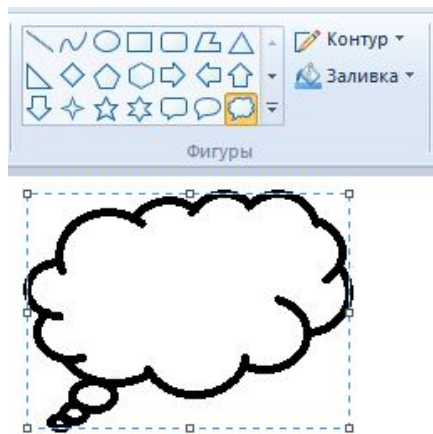 Контур
Заливка
Фигуры